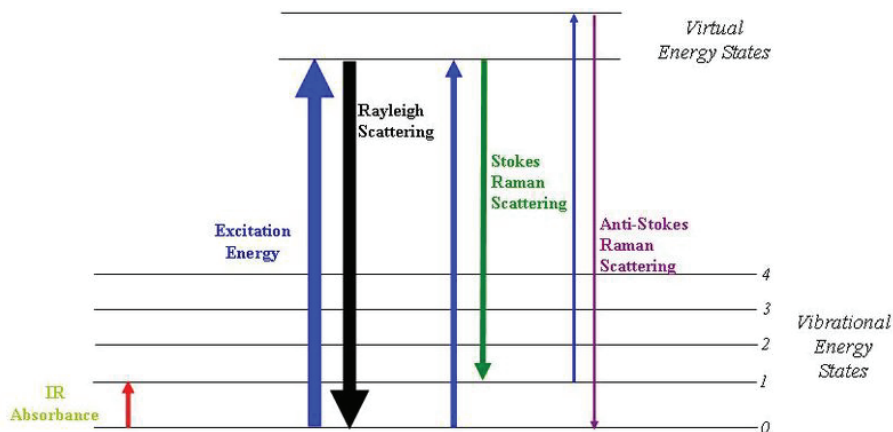 Virtual
Energy States
Rayleigh
Scattering
Stokes
Raman
Scattering
Excitation
Energy
Anti-Stokes
Raman
Scattering
4
3
2
1
0
Vibrational
Energy
States
IR
Absorbance